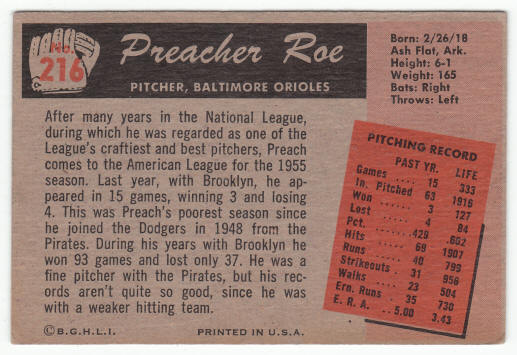 No.
216
Preacher Roe
PITCHER, BALTIMORE ORIOLES
Born: 2/26/18
Ash Flat, Ark.
Height: 6-1
Weight: 165
Bats: Right
Throws: Left
After many years in the National League,
during which he was regarded as one of the
League's craftiest and best pitchers, Preach
comes to the American League for the 1955
season. Last year, with Brooklyn, he ap-
peared in 15 games, winning 3 and losing
4. This was Preach's poorest season since
he joined the Dodgers in 1948 from the
Pirates. During his years with Brooklyn he
won 93 games and lost only 37. He was a
fine pitcher with the Pirates, but his rec-
ords aren't quite so good, since he was
with a weaker hitting team.
PITCHING RECORD
PAST YR. LIFE
Games . . 15 333
In. Pitched 63 1916
Won . . . 3 127
Lost . . . 4 84
Pct. . . .429 .602
Hits . . . 69 1907
Runs . . . 40 799
Strikeouts . 31 956
Walks . . 23 504
Ern. Runs . 35 730
E. R. A. . . 5.00 3.43
©B.G.H.L.I. PRINTED IN U.S.A.